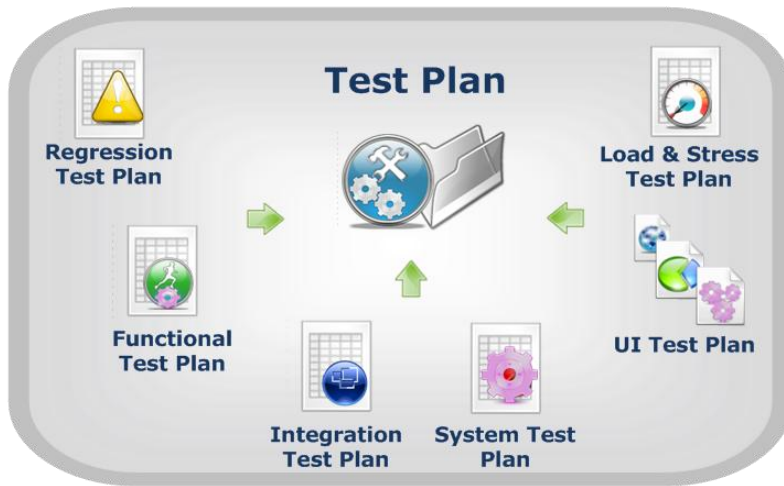 Test Plan
Regression
Test Plan
Load & Stress
Test Plan
Functional
Test Plan
UI Test Plan
Integration
Test Plan
System Test
Plan